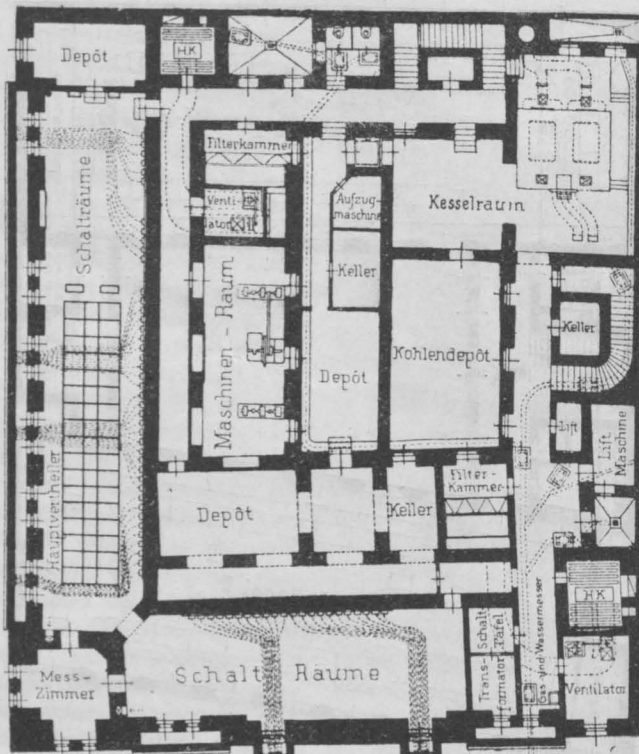 Depôt
HK
Filterkammer
Venti-
lator
Aufzug-
maschine
Kesselraum
Schalträume
Maschinen - Raum
Keller
Depôt
Kohlendepôt
Keller
Lift
Lift
Maschine
Hauptverteiler
Depôt
Keller
Filter-
Kammer
HK
Mess-
Zimmer
Schalt Räume
Schalt
Tafel
Trans-
formator
Gas- und Wassermesser
Ventilator